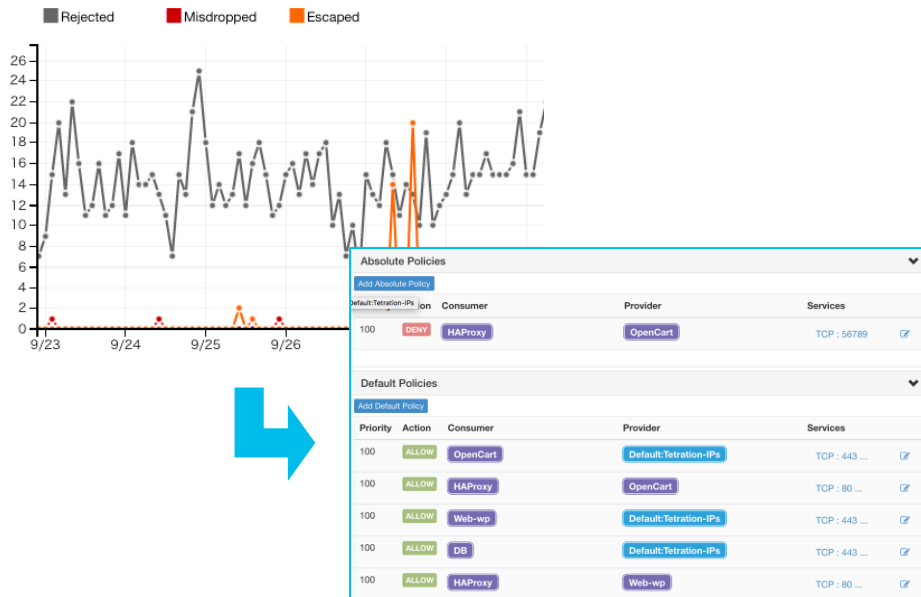 Rejected Misdropped Escaped
26
24
22
20
18
16
14
12
10
8
6
4
2
0
9/23 9/24 9/25 9/26
Absolute Policies
Add Absolute Policy
Default:Tetration-IPs
Consumer Provider Services
100 DENY HAProxy OpenCart TCP : 56789
Default Policies
Add Default Policy
Priority Action Consumer Provider Services
100 ALLOW OpenCart Default:Tetration-IPs TCP : 443 ...
100 ALLOW HAProxy OpenCart TCP : 80 ...
100 ALLOW Web-wp Default:Tetration-IPs TCP : 443 ...
100 ALLOW DB Default:Tetration-IPs TCP : 443 ...
100 ALLOW HAProxy Web-wp TCP : 80 ...